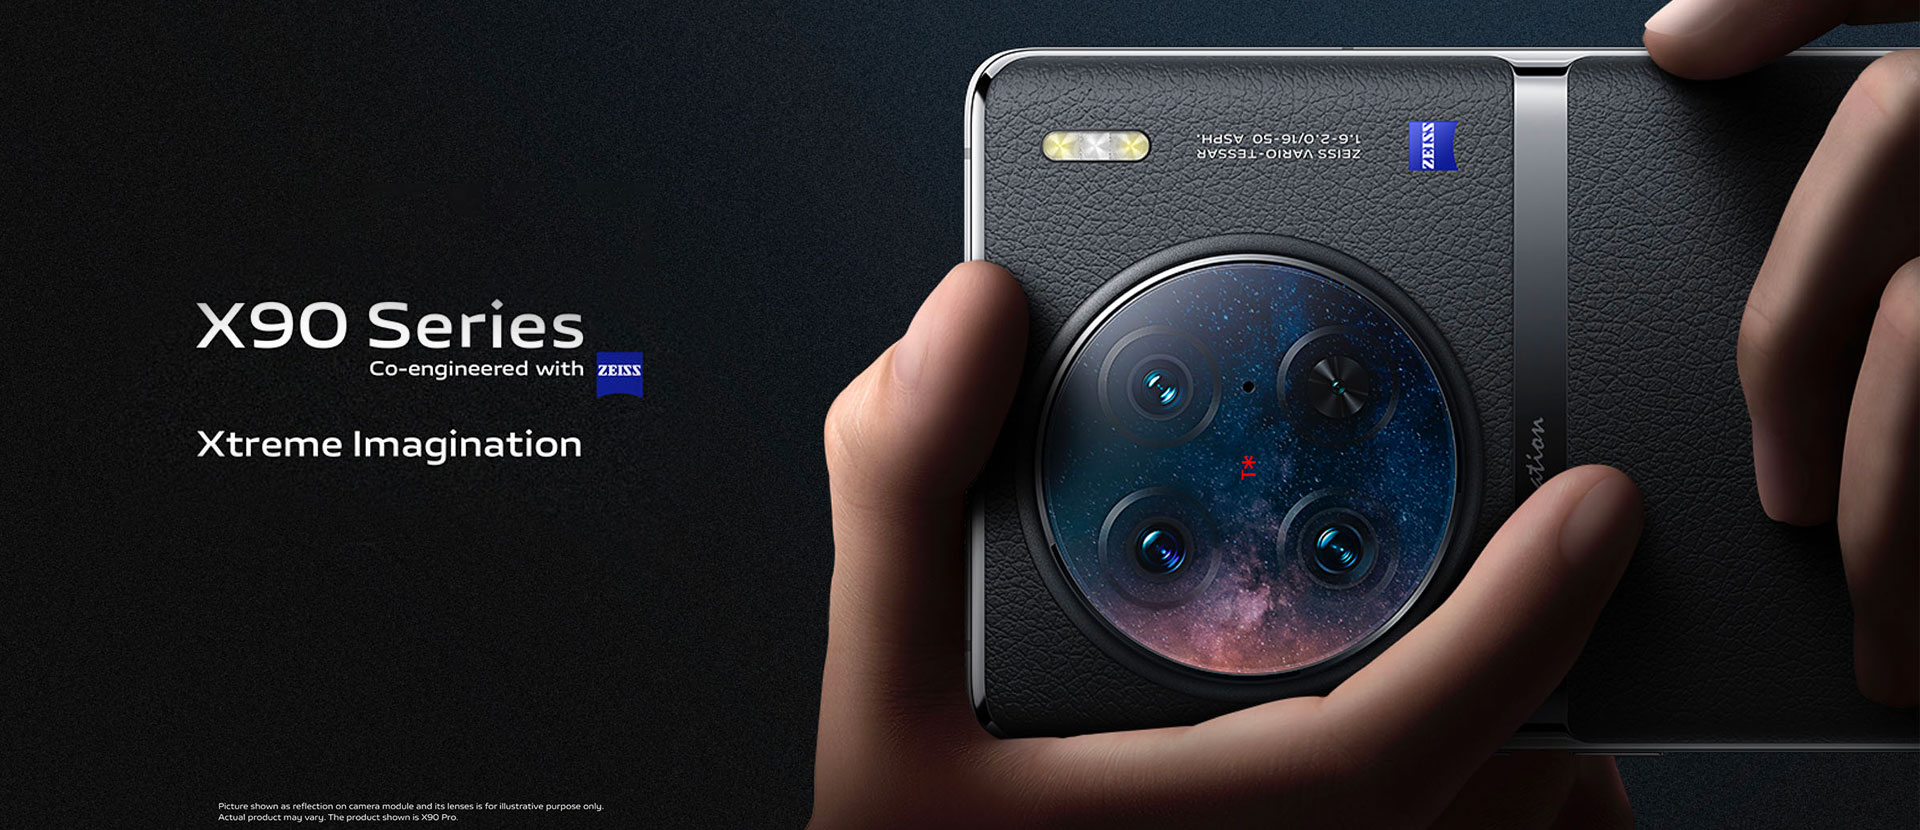 X90 Series
Co-engineered with ZEISS
Xtreme Imagination
ZEISS VARIO-TESSAR
1.6-2.0/16-50 ASPH.
ZEISS
T*
Picture shown as reflection on camera module and its lenses is for illustrative purpose only.
Actual product may vary. The product shown is X90 Pro.